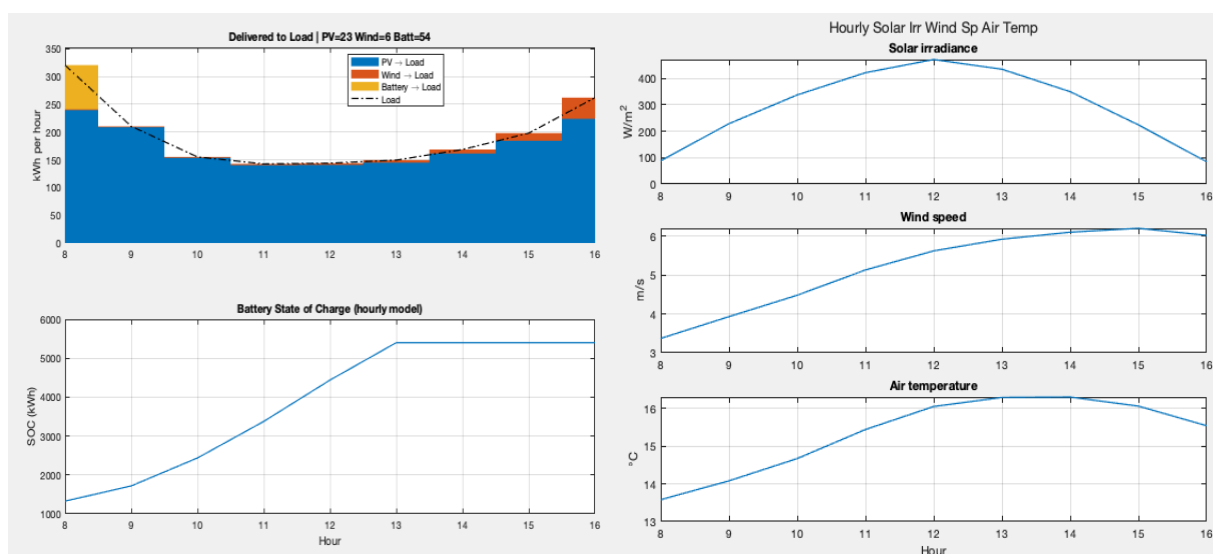 Delivered to Load | PV=23 Wind=6 Batt=54
350
300
250
200
150
100
50
0
kWh per hour
PV → Load
Wind → Load
Battery → Load
Load
8 9 10 11 12 13 14 15 16
Battery State of Charge (hourly model)
6000
5000
4000
3000
2000
1000
SOC (kWh)
8 9 10 11 12 13 14 15 16
Hour
Hourly Solar Irr Wind Sp Air Temp
Solar irradiance
400
300
200
100
0
W/m²
8 9 10 11 12 13 14 15 16
Wind speed
6
5
4
3
m/s
8 9 10 11 12 13 14 15 16
Air temperature
16
15
14
13
°C
8 9 10 11 12 13 14 15 16
Hour